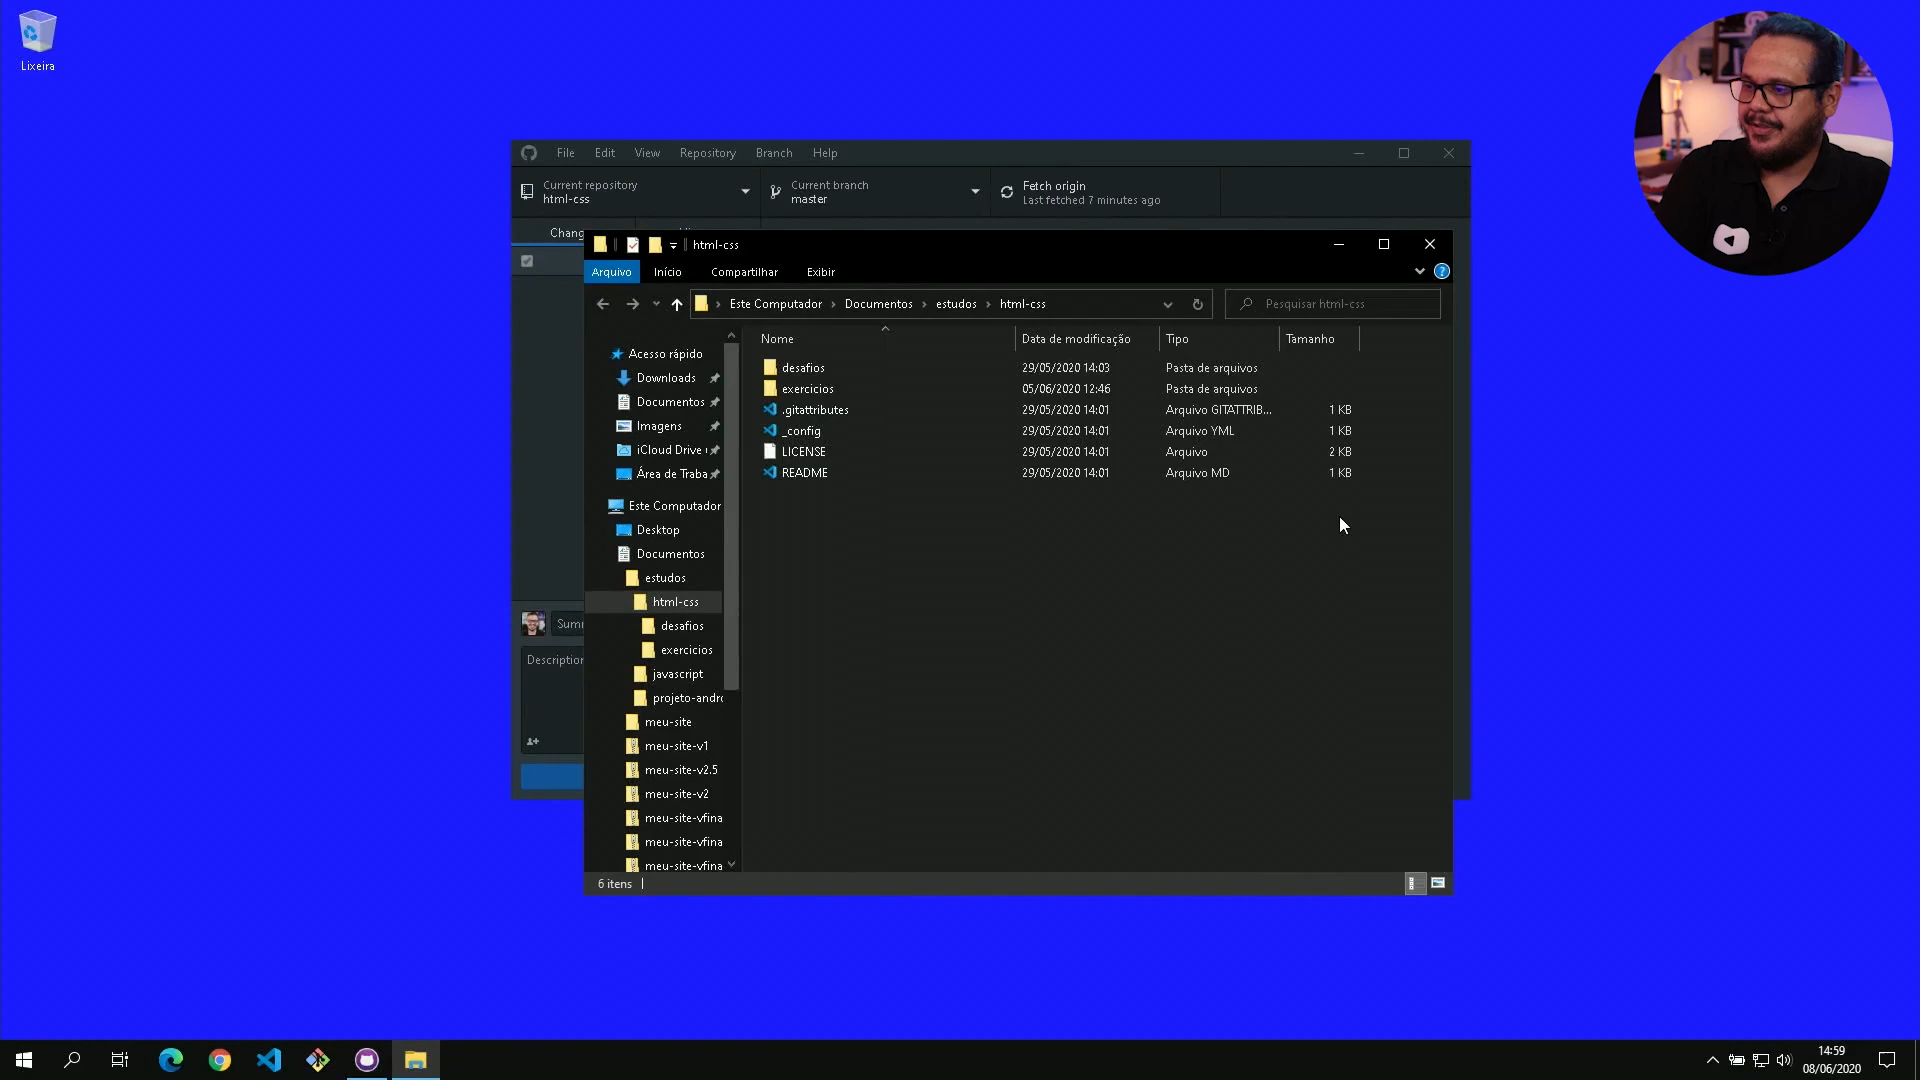 Lixeira
File Edit View Repository Branch Help
Current repository
html-css
Current branch
master
Fetch origin
Last fetched 7 minutes ago
Chang
html-css
Arquivo Início Compartilhar Exibir
Este Computador Documentos estudos html-css
Pesquisar html-css
Nome Data de modificação Tipo Tamanho
desafios 29/05/2020 14:03 Pasta de arquivos
exercicios 05/06/2020 12:46 Pasta de arquivos
.gitattributes 29/05/2020 14:01 Arquivo GITATTRIB... 1 KB
_config 29/05/2020 14:01 Arquivo YML 1 KB
LICENSE 29/05/2020 14:01 Arquivo 2 KB
README 29/05/2020 14:01 Arquivo MD 1 KB
Acesso rápido
Downloads
Documentos
Imagens
iCloud Drive
Área de Traba
Este Computador
Desktop
Documentos
estudos
html-css
desafios
exercicios
javascript
projeto-andro
meu-site
meu-site-v1
meu-site-v2.5
meu-site-v2
meu-site-vfina
meu-site-vfina
meu-site-vfina
Summ
Description
6 itens
14:59
08/06/2020